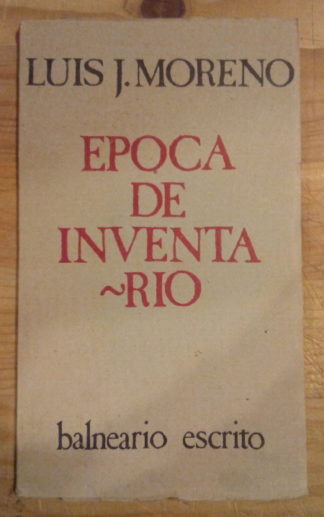 LUIS J. MORENO
EPOCA
DE
INVENTA
~RIO
balneario escrito